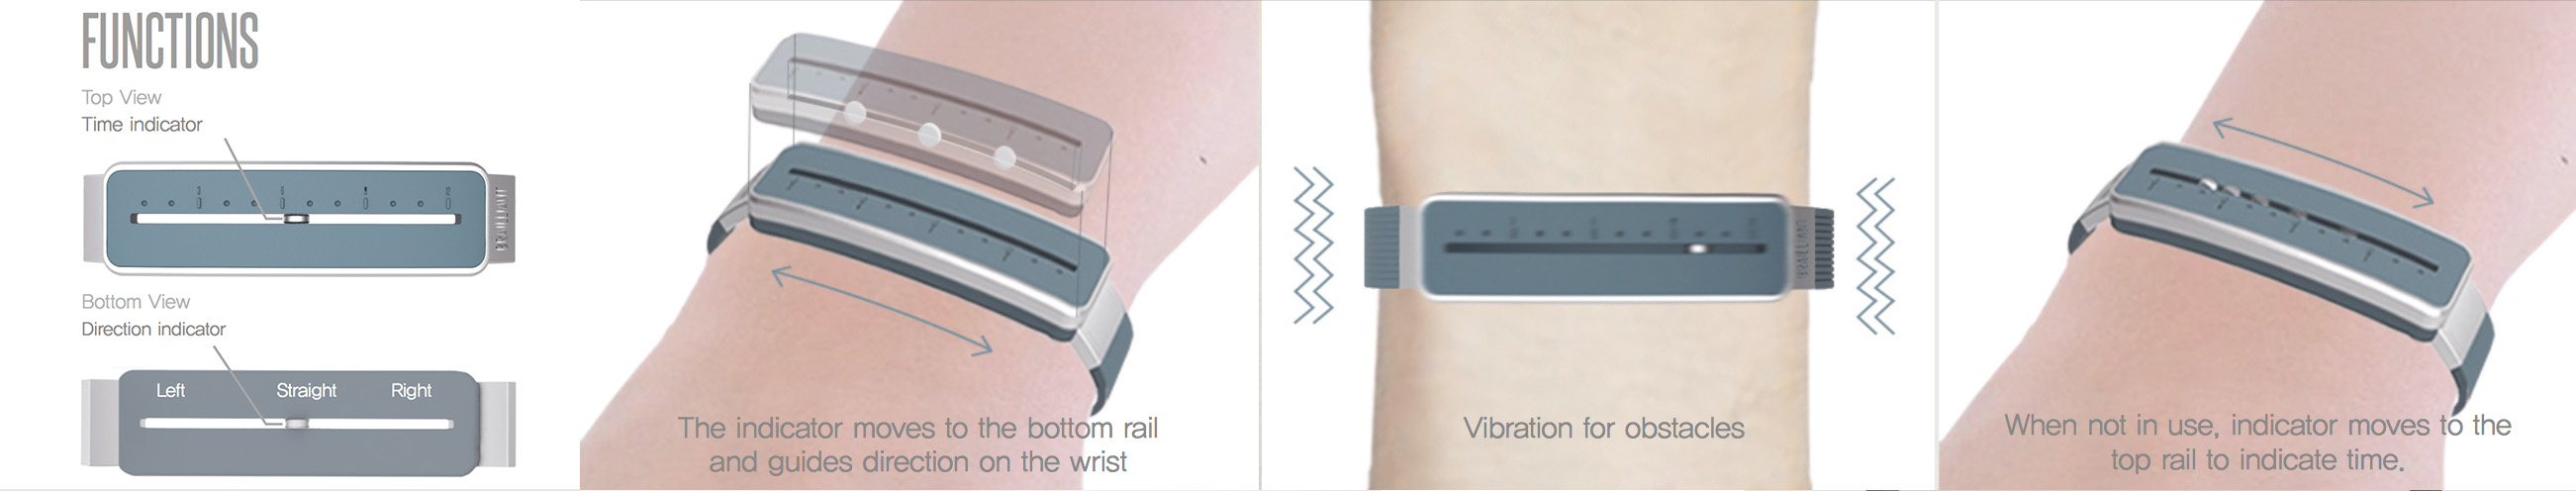 FUNCTIONS
Top View
Time indicator
Bottom View
Direction indicator
Left Straight Right
The indicator moves to the bottom rail
and guides direction on the wrist
Vibration for obstacles
When not in use, indicator moves to the
top rail to indicate time.